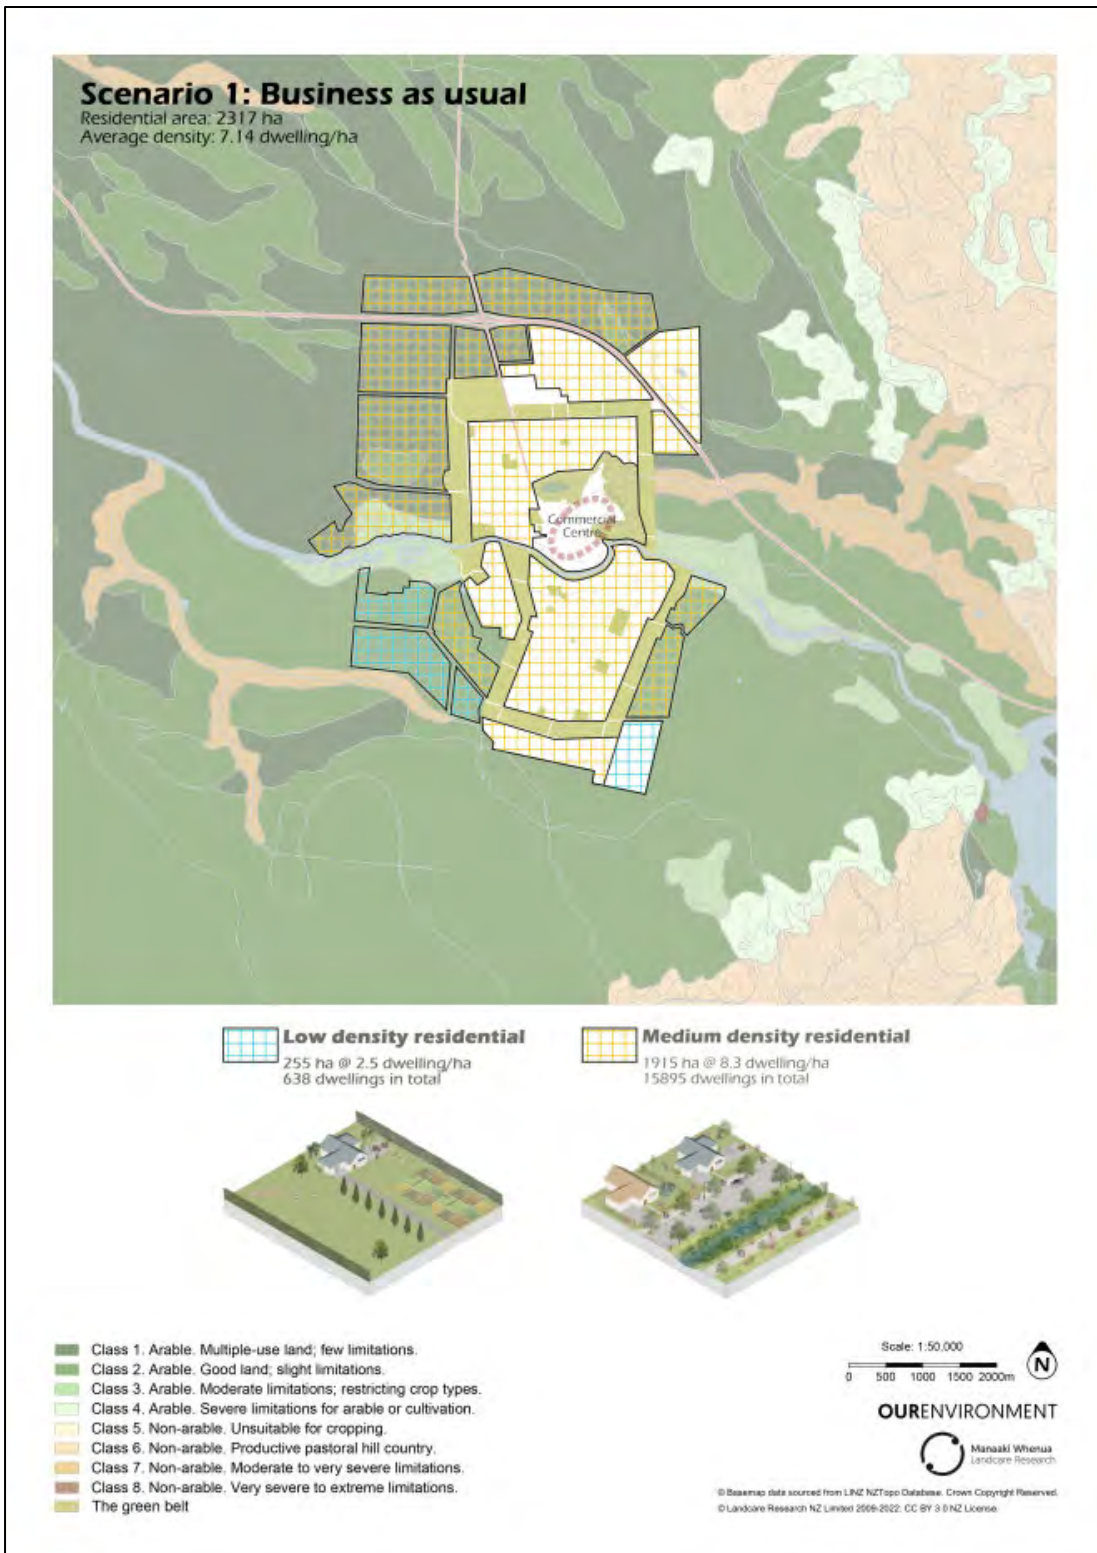 Scenario 1: Business as usual
Residential area: 2317 ha
Average density: 7.14 dwelling/ha
Commercial
Centre
Low density residential
255 ha @ 2.5 dwelling/ha
638 dwellings in total
Medium density residential
1915 ha @ 8.3 dwelling/ha
15895 dwellings in total
Class 1. Arable. Multiple-use land; few limitations.
Class 2. Arable. Good land; slight limitations.
Class 3. Arable. Moderate limitations; restricting crop types.
Class 4. Arable. Severe limitations for arable or cultivation.
Class 5. Non-arable. Unsuitable for cropping.
Class 6. Non-arable. Productive pastoral hill country.
Class 7. Non-arable. Moderate to very severe limitations.
Class 8. Non-arable. Very severe to extreme limitations.
The green belt
Scale: 1:50,000
0 500 1000 1500 2000m
N
OURENVIRONMENT
Manaaki Whenua
Landcare Research
© Basemap data sourced from LINZ NZTopo Database. Crown Copyright Reserved.
© Landcare Research NZ Limited 2009-2022. CC BY 3.0 NZ License.